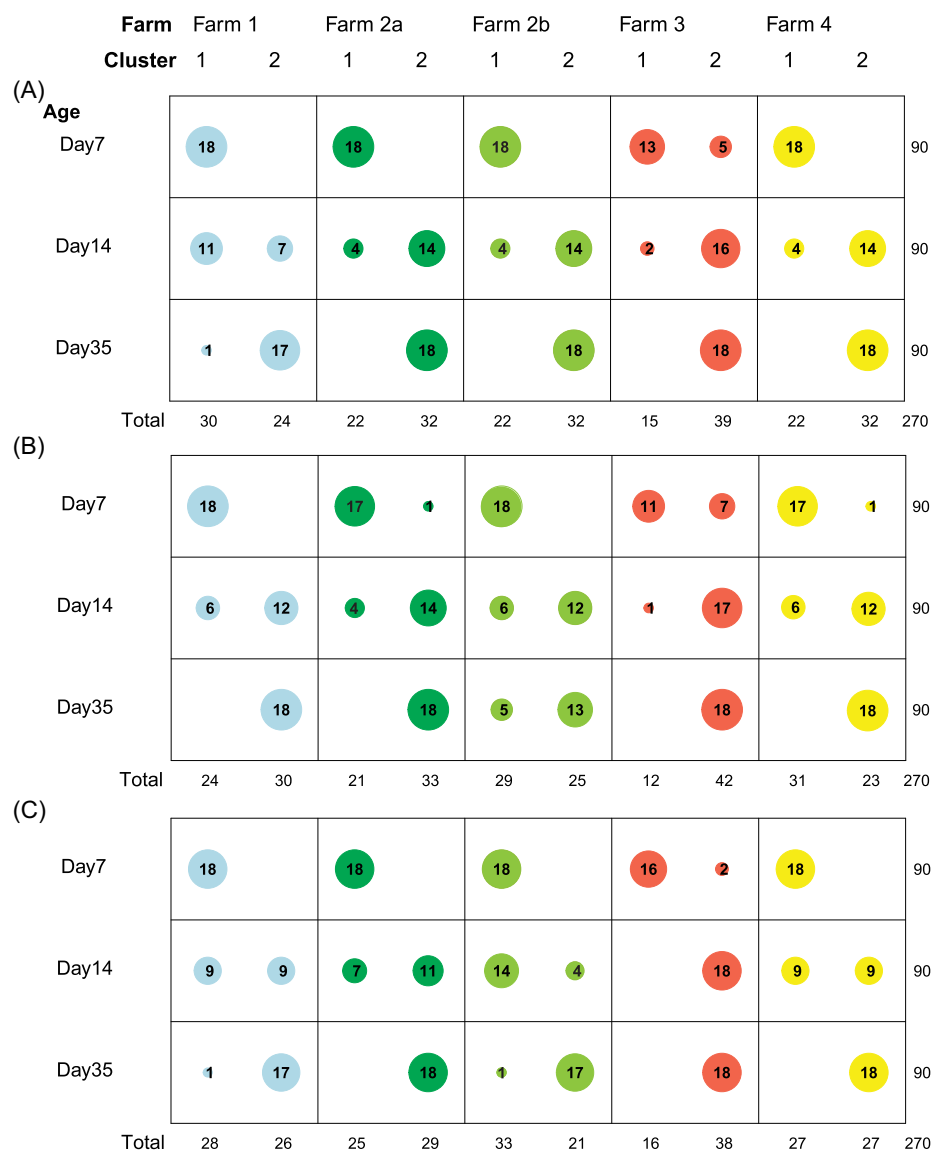 Farm Farm 1 Farm 2a Farm 2b Farm 3 Farm 4
Cluster 1 2 1 2 1 2 1 2 1 2
(A)
Age
Day7 18 18 18 13 5 18 90
Day14 11 7 4 14 4 14 2 16 4 14 90
Day35 1 17 18 18 18 18 90
Total 30 24 22 32 22 32 15 39 22 32 270
(B)
Day7 18 17 1 18 11 7 17 1 90
Day14 6 12 4 14 6 12 1 17 6 12 90
Day35 18 18 5 13 18 18 90
Total 24 30 21 33 29 25 12 42 31 23 270
(C)
Day7 18 18 18 16 2 18 90
Day14 9 9 7 11 14 4 18 9 9 90
Day35 1 17 18 1 17 18 18 90
Total 28 26 25 29 33 21 16 38 27 27 270